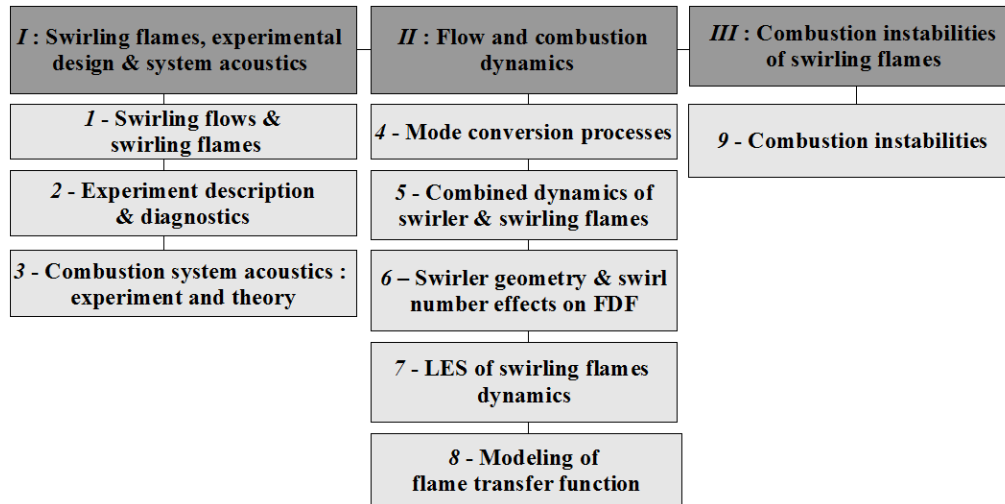 I : Swirling flames, experimental
design & system acoustics
1 - Swirling flows &
swirling flames
2 - Experiment description
& diagnostics
3 - Combustion system acoustics :
experiment and theory
II : Flow and combustion
dynamics
4 - Mode conversion processes
5 - Combined dynamics of
swirler & swirling flames
6 – Swirler geometry & swirl
number effects on FDF
7 - LES of swirling flames
dynamics
8 - Modeling of
flame transfer function
III : Combustion instabilities
of swirling flames
9 - Combustion instabilities